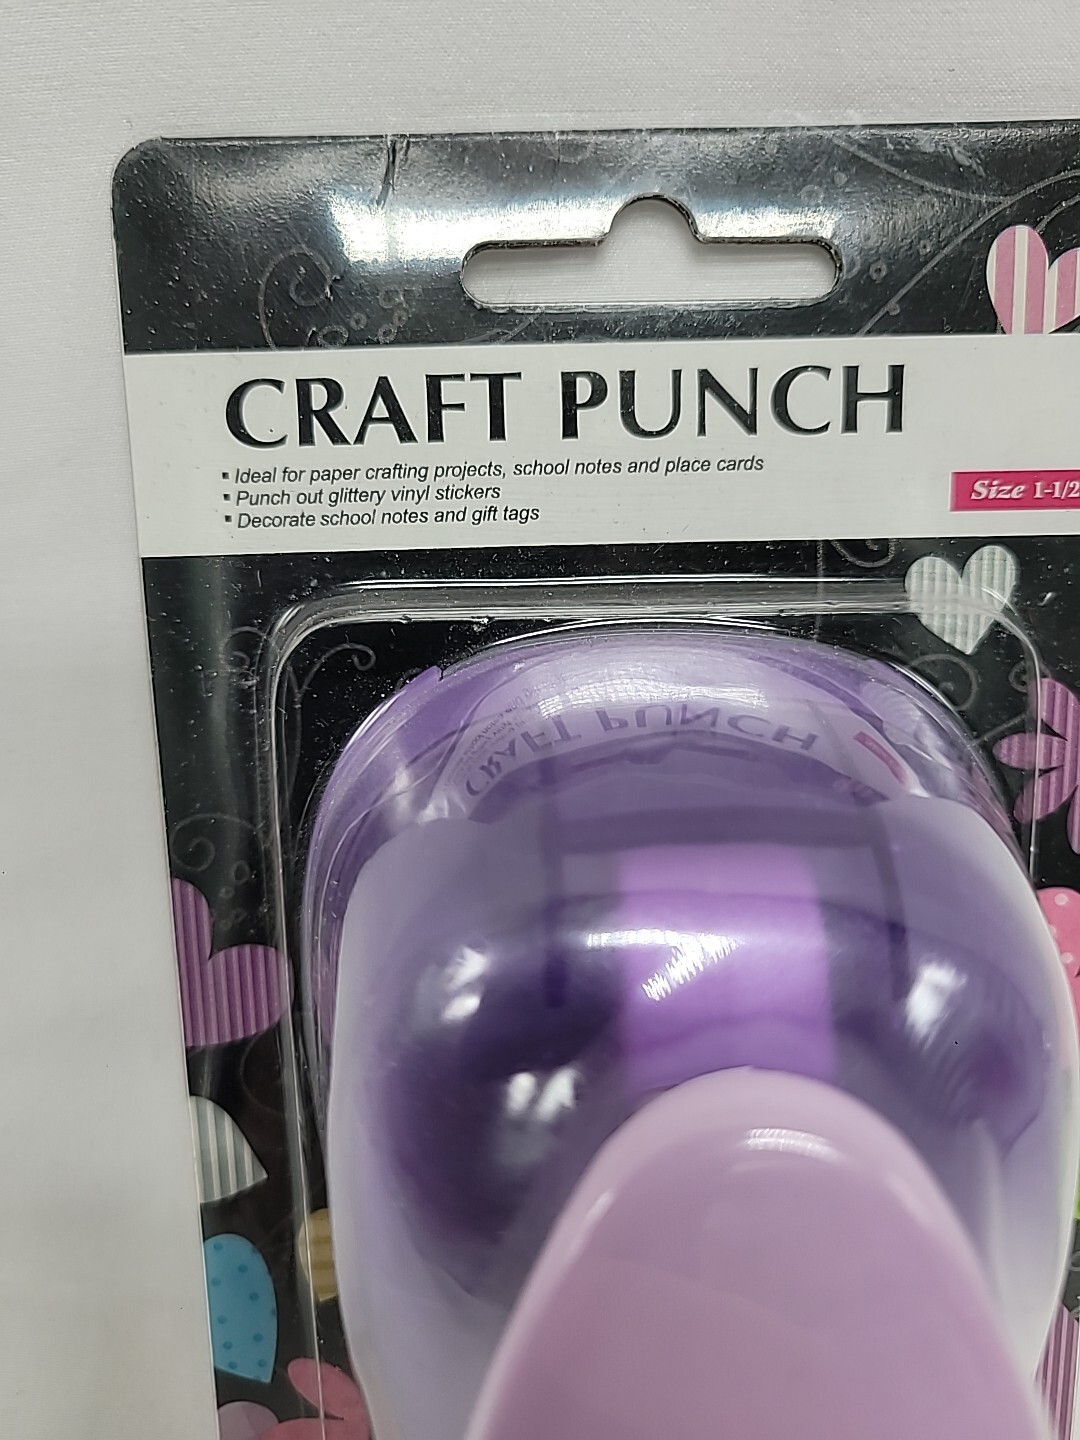 CRAFT PUNCH
▪ Ideal for paper crafting projects, school notes and place cards
▪ Punch out glittery vinyl stickers
▪ Decorate school notes and gift tags
Size 1-1/2
CRAFT PUNCH